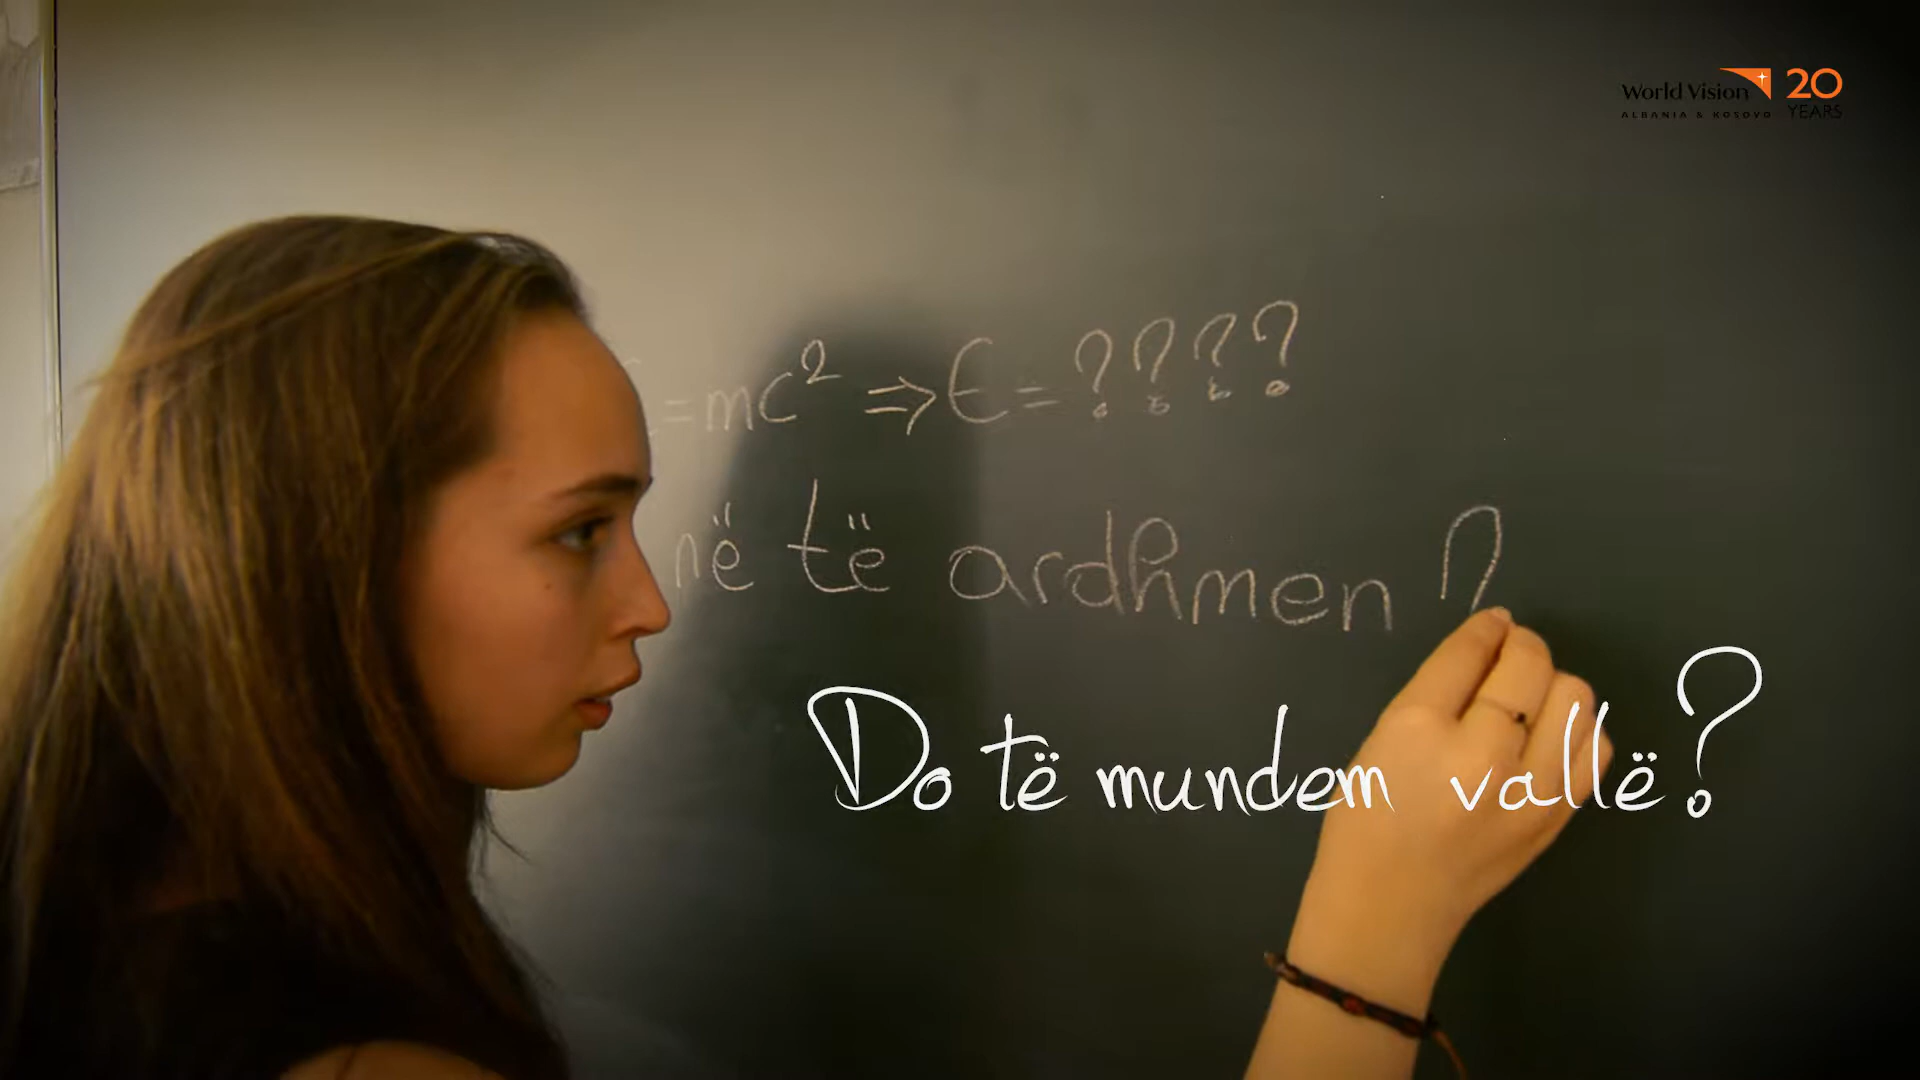 World Vision
ALBANIA & KOSOVO
20
YEARS
=mc² ⇒ E = ????
në të ardhmen ?
Do të mundem vallë?